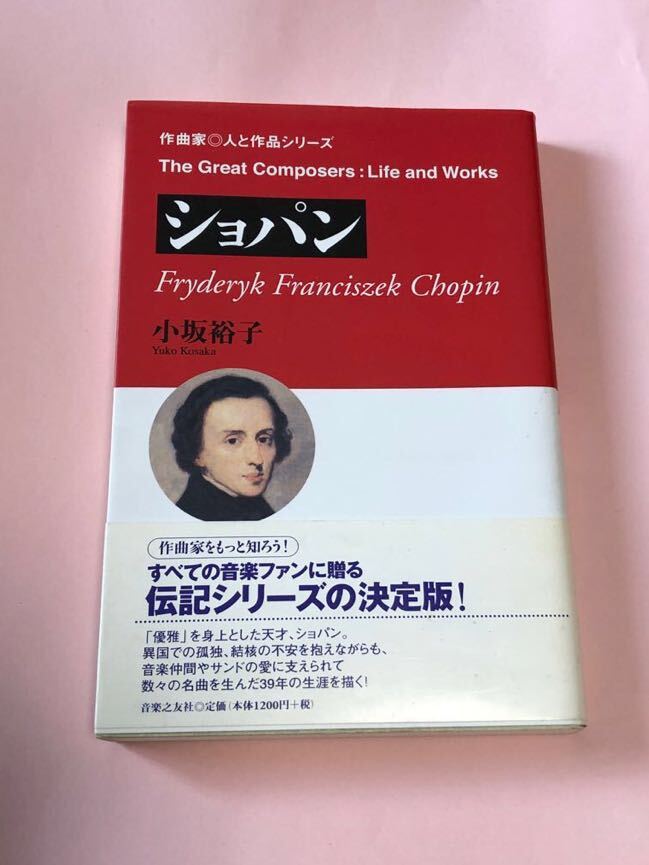 作曲家◎人と作品シリーズ
The Great Composers : Life and Works
ショパン
Fryderyk Franciszek Chopin
小坂裕子
Yuko Kosaka
作曲家をもっと知ろう!
すべての音楽ファンに贈る
伝記シリーズの決定版!
「優雅」を身上とした天才、ショパン。
異国での孤独、結核の不安を抱えながらも、
音楽仲間やサンドの愛に支えられて
数々の名曲を生んだ39年の生涯を描く!
音楽之友社◎定価(本体1200円+税)